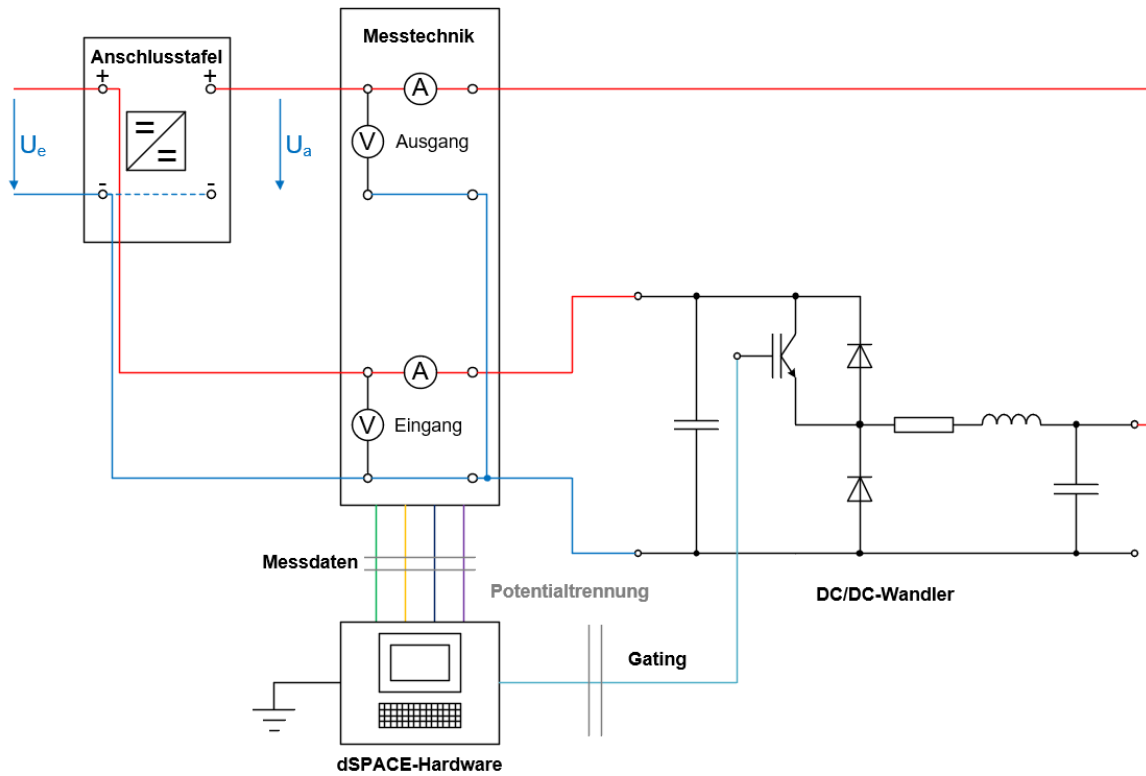 Messtechnik
Anschlusstafel
+ +
A
Ue
=
=
Ua
V Ausgang
- -
A
V Eingang
Messdaten
Potentialtrennung
DC/DC-Wandler
Gating
dSPACE-Hardware